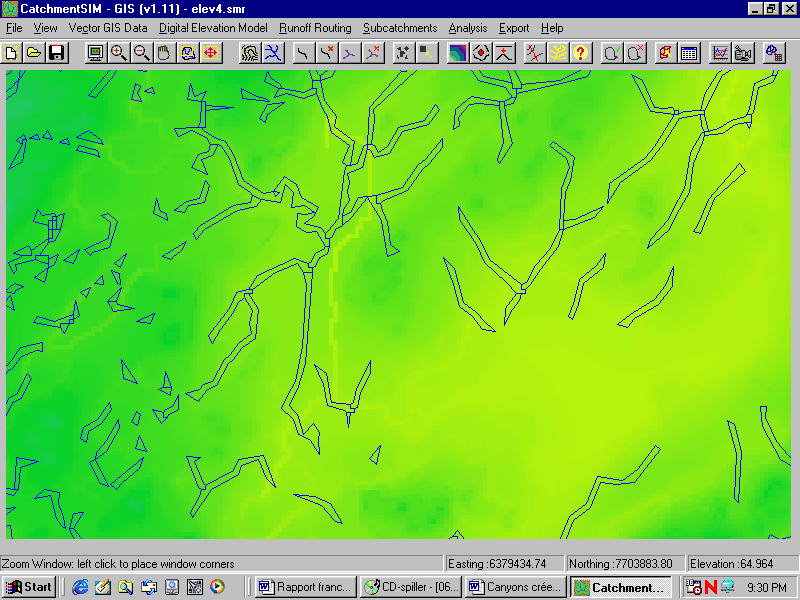 CatchmentSIM - GIS (v1.11) - elev4.smr
File View Vector GIS Data Digital Elevation Model Runoff Routing Subcatchments Analysis Export Help
Zoom Window: left click to place window corners Easting :6379434.74 Northing :7703883.80 Elevation :64.964
Start Rapport franc... CD-spiller - [06... Canyons crée... Catchment... 9:30 PM